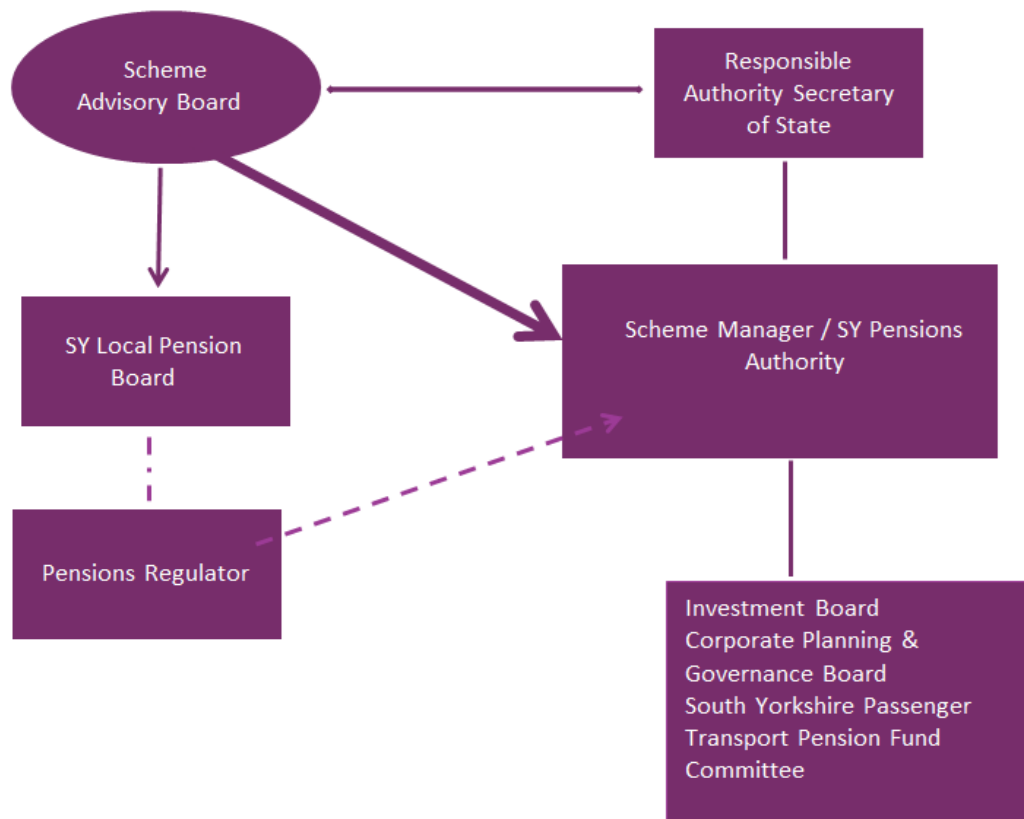 Scheme
Advisory Board
Responsible
Authority Secretary
of State
SY Local Pension
Board
Scheme Manager / SY Pensions
Authority
Pensions Regulator
Investment Board
Corporate Planning &
Governance Board
South Yorkshire Passenger
Transport Pension Fund
Committee